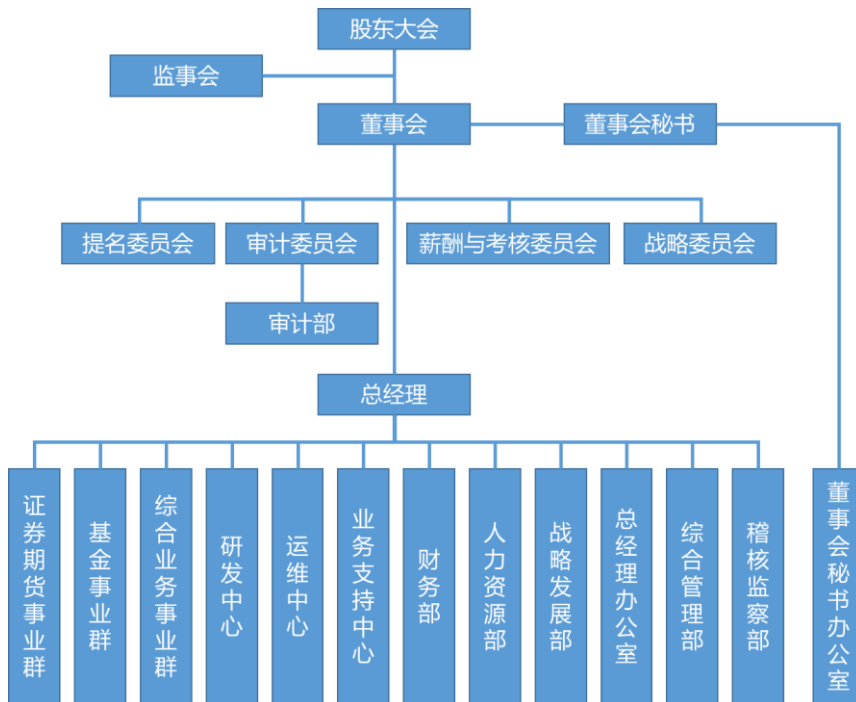 股东大会
监事会
董事会
董事会秘书
提名委员会
审计委员会
薪酬与考核委员会
战略委员会
审计部
总经理
证券期货事业群
基金事业群
综合业务事业群
研发中心
运维中心
业务支持中心
财务部
人力资源部
战略发展部
总经理办公室
综合管理部
稽核监察部
董事会秘书办公室